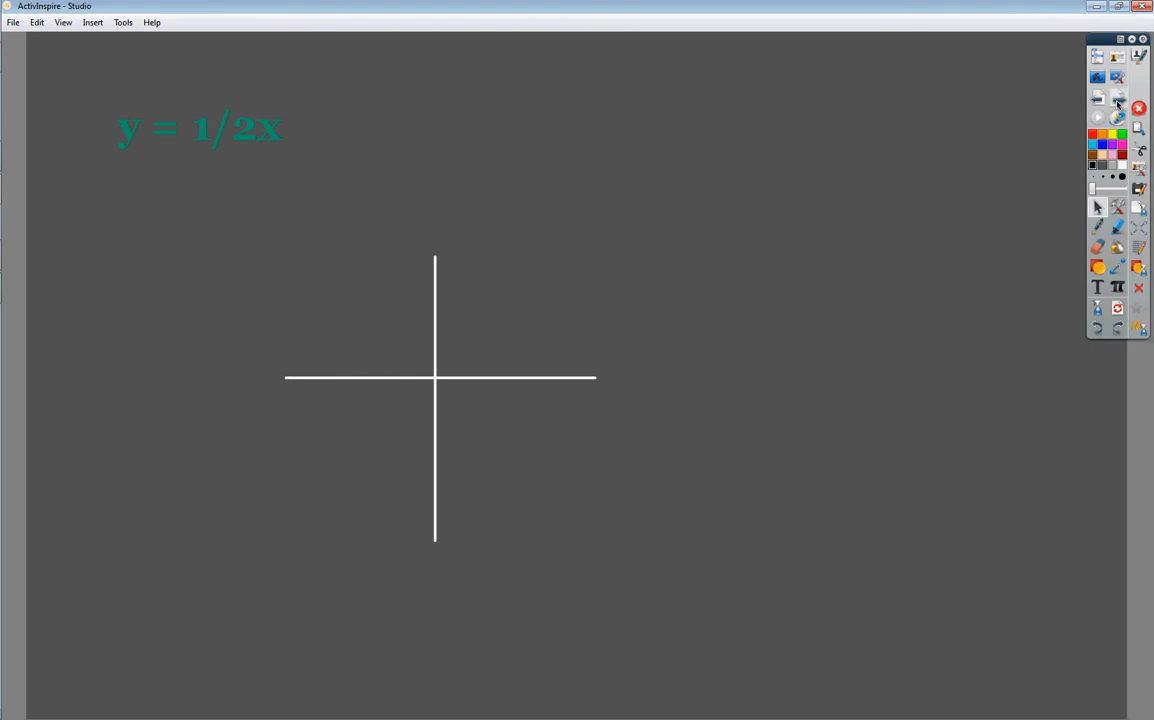 ActivInspire - Studio
File Edit View Insert Tools Help
y = 1/2x